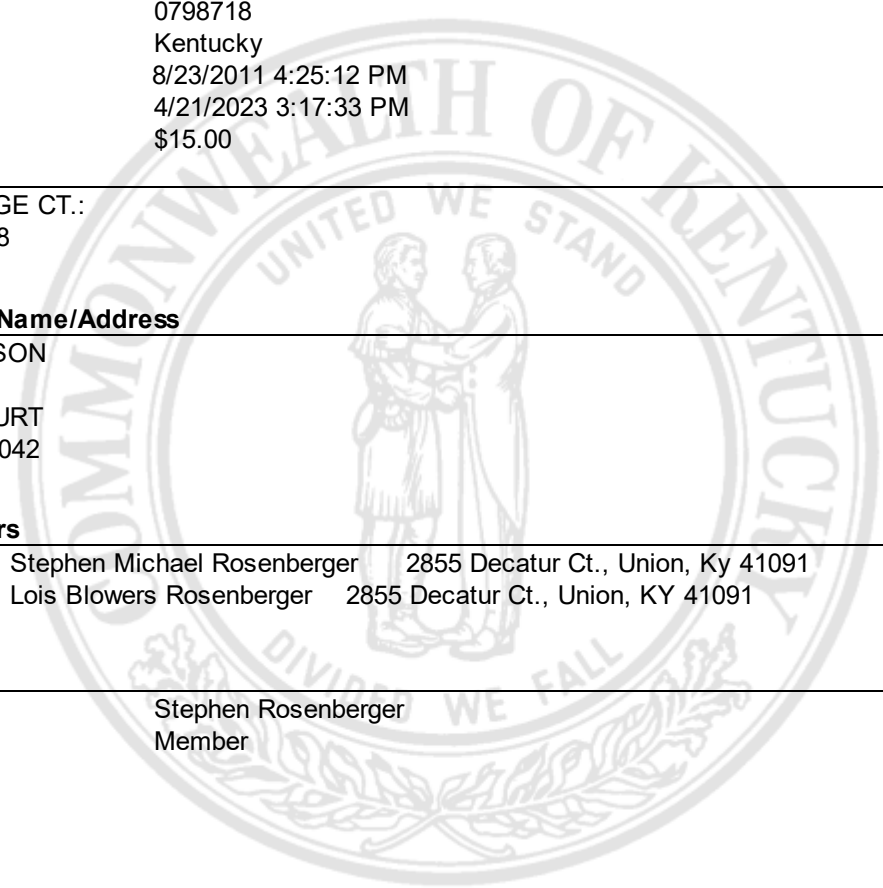 0798718
Kentucky
8/23/2011 4:25:12 PM
4/21/2023 3:17:33 PM
$15.00
GE CT.:
8
Name/Address
SON
URT
042
rs
Stephen Michael Rosenberger 2855 Decatur Ct., Union, Ky 41091
Lois Blowers Rosenberger 2855 Decatur Ct., Union, KY 41091
Stephen Rosenberger
Member
COMMONWEALTH OF KENTUCKY
UNITED WE STAND
DIVIDED WE FALL